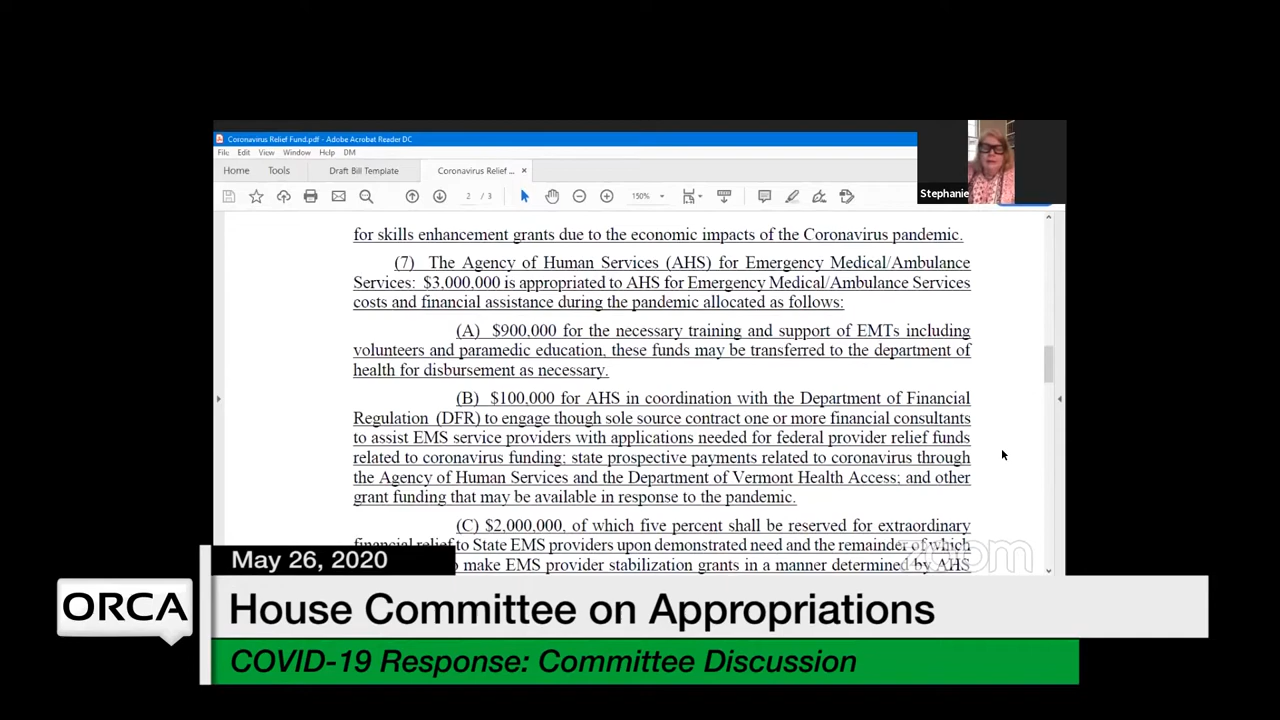 Coronavirus Relief Fund.pdf - Adobe Acrobat Reader DC
File Edit View Window Help DM
Home Tools Draft Bill Template Coronavirus Relief ... ×
2 / 3 150%
Stephanie
for skills enhancement grants due to the economic impacts of the Coronavirus pandemic.
(7) The Agency of Human Services (AHS) for Emergency Medical/Ambulance
Services: $3,000,000 is appropriated to AHS for Emergency Medical/Ambulance Services
costs and financial assistance during the pandemic allocated as follows:
(A) $900,000 for the necessary training and support of EMTs including
volunteers and paramedic education, these funds may be transferred to the department of
health for disbursement as necessary.
(B) $100,000 for AHS in coordination with the Department of Financial
Regulation (DFR) to engage though sole source contract one or more financial consultants
to assist EMS service providers with applications needed for federal provider relief funds
related to coronavirus funding; state prospective payments related to coronavirus through
the Agency of Human Services and the Department of Vermont Health Access; and other
grant funding that may be available in response to the pandemic.
(C) $2,000,000, of which five percent shall be reserved for extraordinary
financial relief to State EMS providers upon demonstrated need and the remainder of which
make EMS provider stabilization grants in a manner determined by AHS
zoom
May 26, 2020
ORCA
House Committee on Appropriations
COVID-19 Response: Committee Discussion